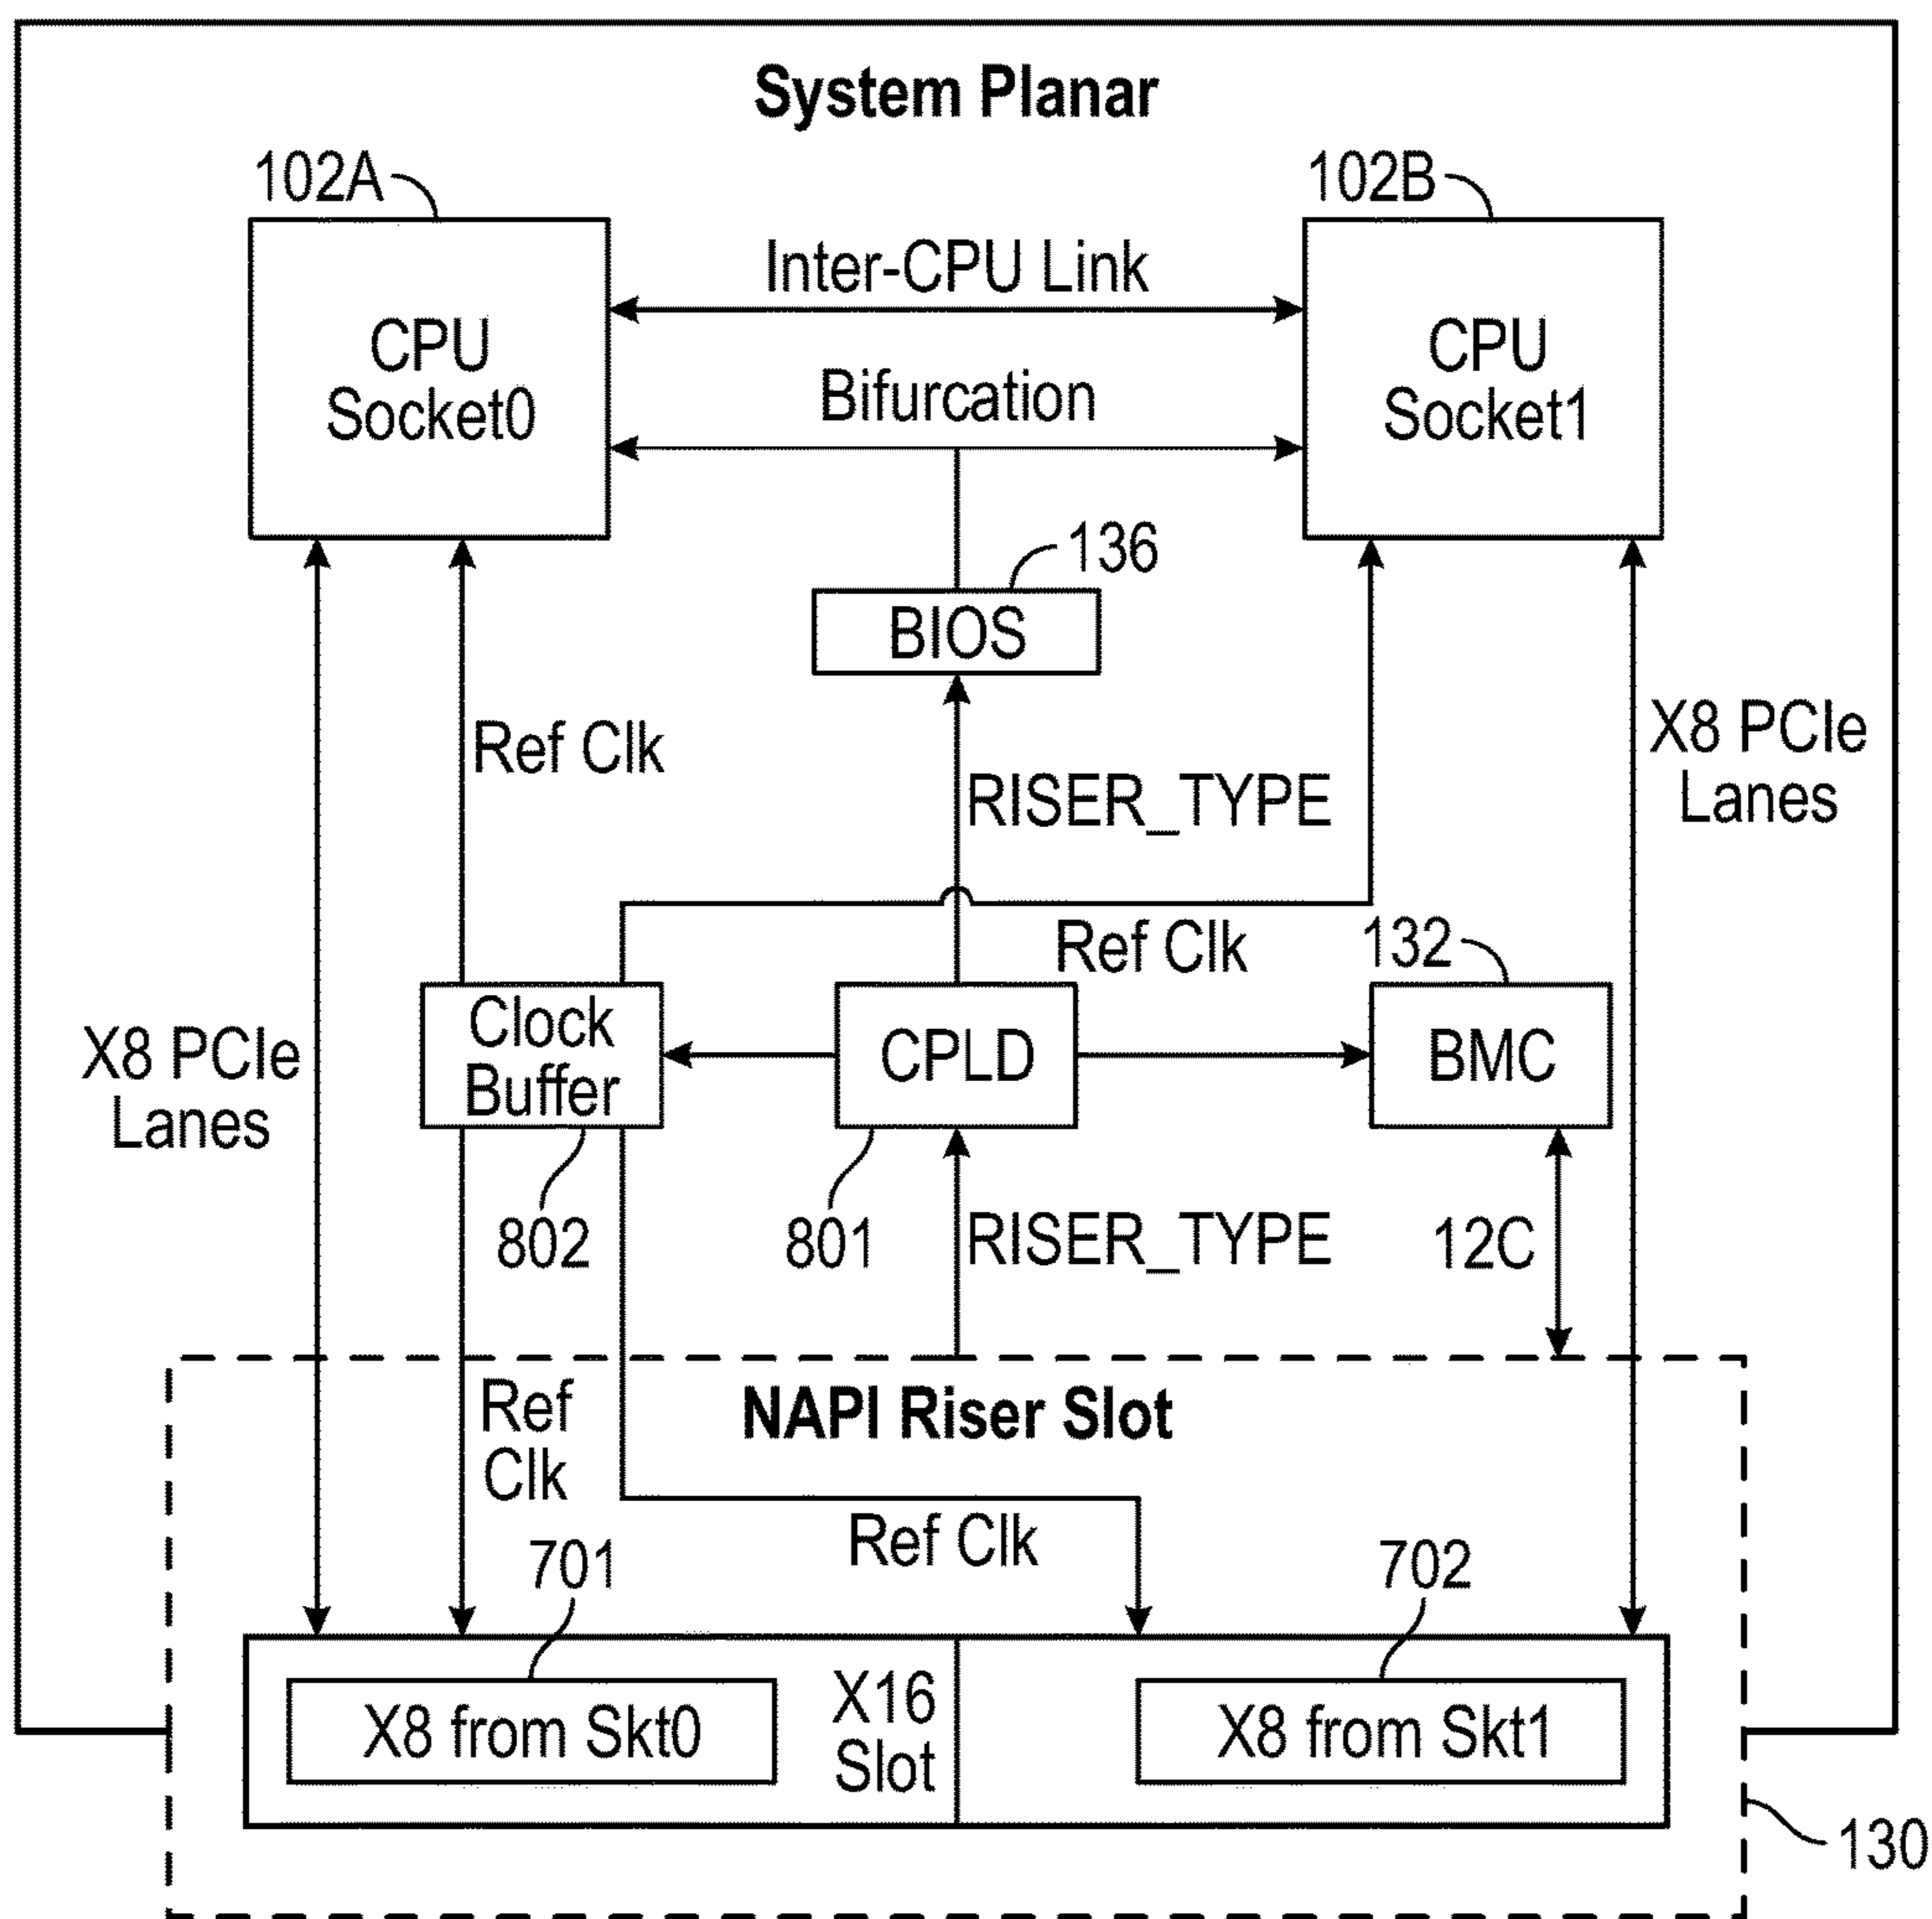 System Planar
102A
102B
Inter-CPU Link
CPU
Socket0
CPU
Socket1
Bifurcation
136
BIOS
Ref Clk
RISER_TYPE
X8 PCIe
Lanes
Ref Clk
132
X8 PCIe
Lanes
Clock
Buffer
CPLD
BMC
802
801
RISER_TYPE
12C
NAPI Riser Slot
Ref
Clk
Ref Clk
701
702
X8 from Skt0
X16
Slot
X8 from Skt1
130